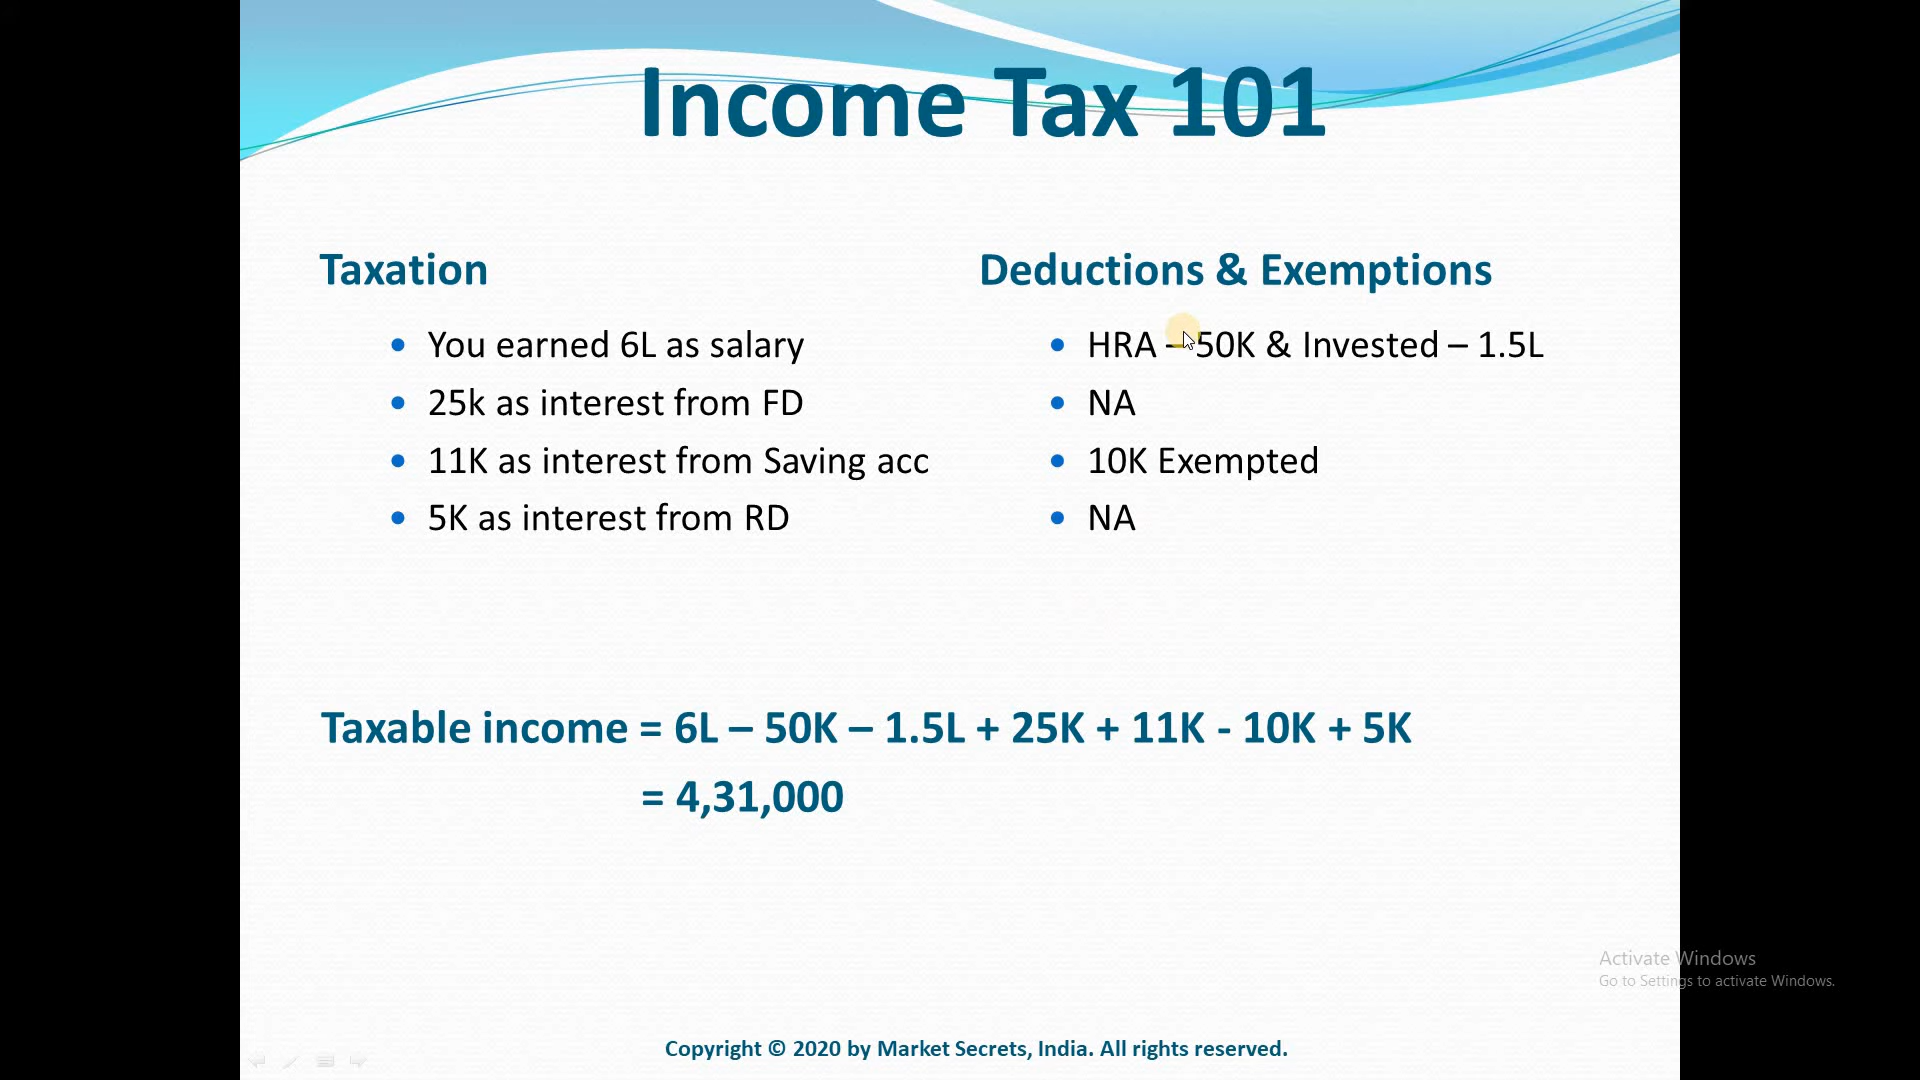 Income Tax 101
Taxation
• You earned 6L as salary
• 25k as interest from FD
• 11K as interest from Saving acc
• 5K as interest from RD
Deductions & Exemptions
• HRA – 50K & Invested – 1.5L
• NA
• 10K Exempted
• NA
Taxable income = 6L – 50K – 1.5L + 25K + 11K - 10K + 5K
= 4,31,000
Activate Windows
Go to Settings to activate Windows.
Copyright © 2020 by Market Secrets, India. All rights reserved.